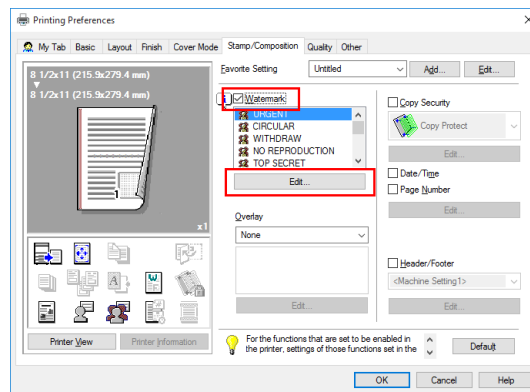 Printing Preferences
My Tab Basic Layout Finish Cover Mode Stamp/Composition Quality Other
8 1/2x11 (215.9x279.4 mm)
8 1/2x11 (215.9x279.4 mm)
1
x1
Printer View Printer Information
Favorite Setting Untitled Add... Edit...
Watermark
URGENT
CIRCULAR
WITHDRAW
NO REPRODUCTION
TOP SECRET
Edit...
Overlay
None
Edit...
Copy Security
Copy Protect
Edit...
Date/Time
Page Number
Edit...
Header/Footer
<Machine Setting1>
Edit...
For the functions that are set to be enabled in
the printer, settings of those functions set in the
Default
OK Cancel Help